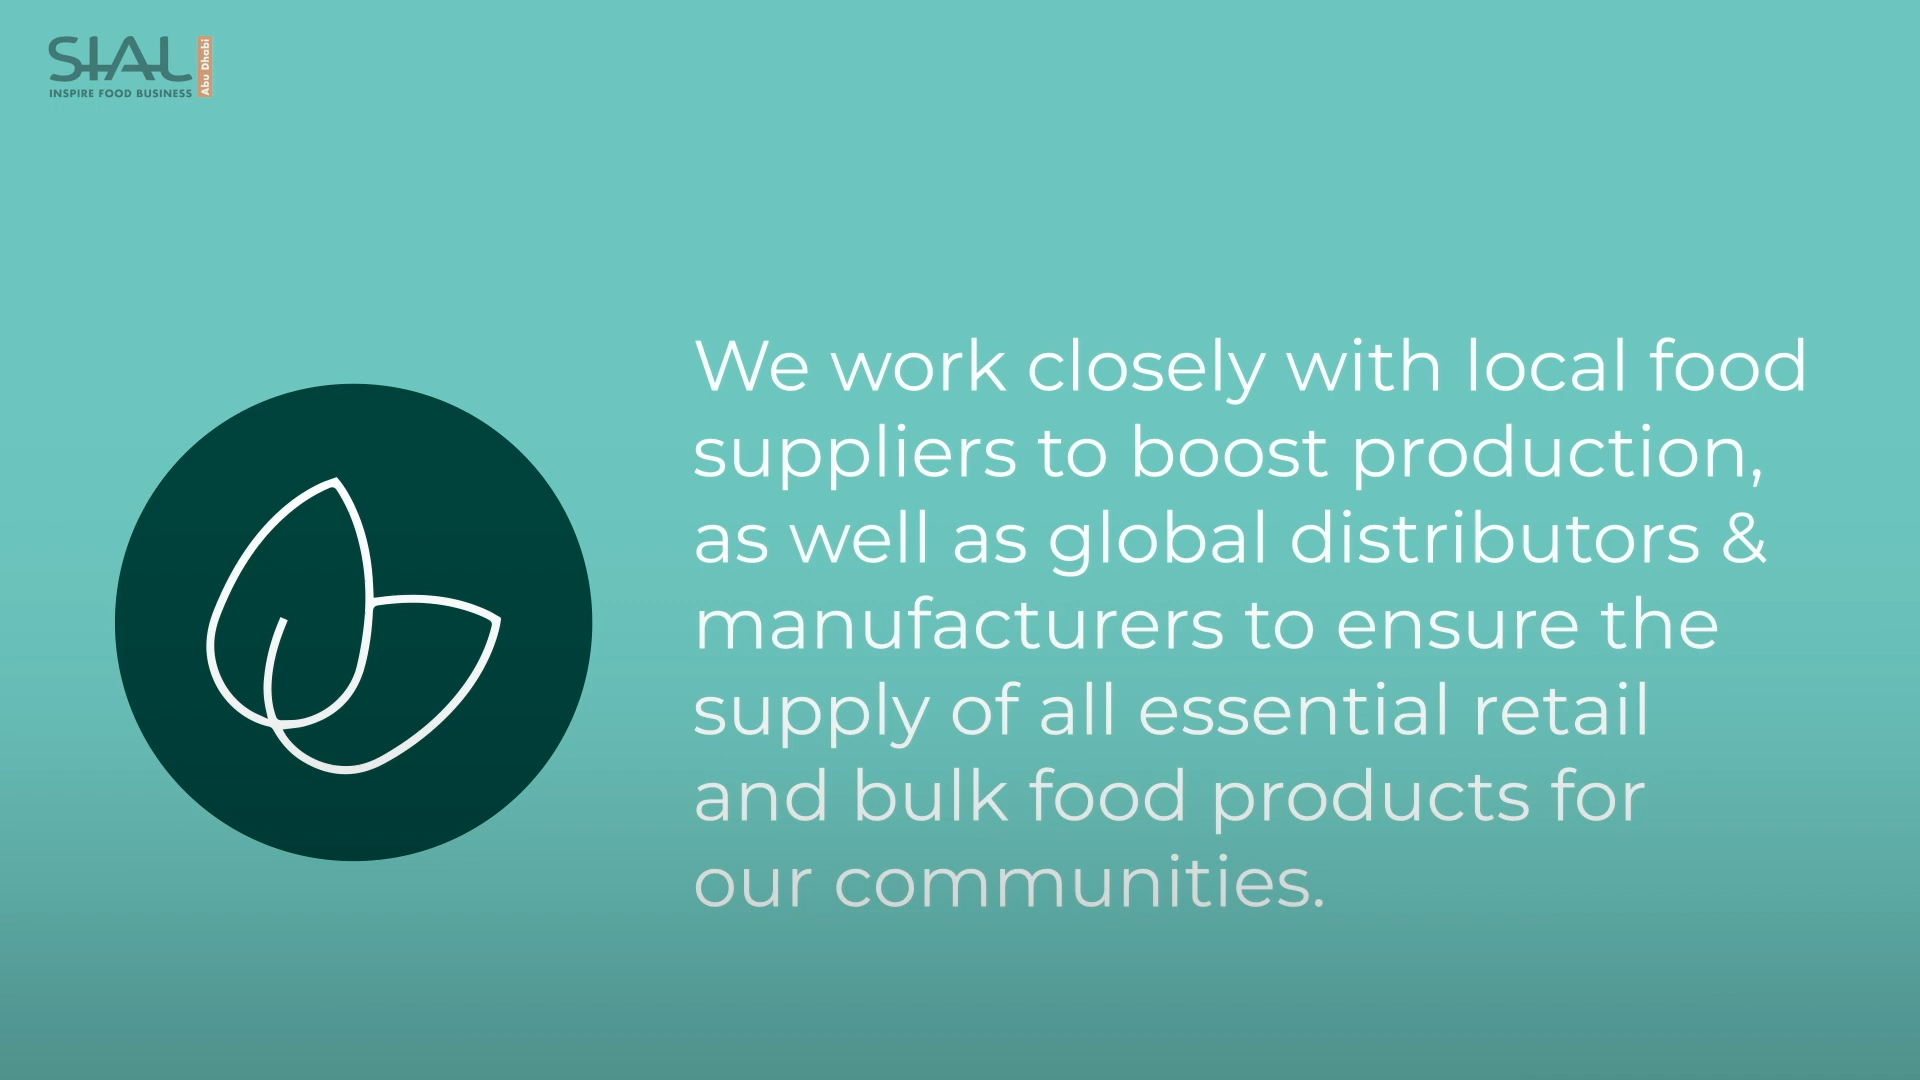 SIAL
INSPIRE FOOD BUSINESS
Abu Dhabi
We work closely with local food
suppliers to boost production,
as well as global distributors &
manufacturers to ensure the
supply of all essential retail
and bulk food products for
our communities.